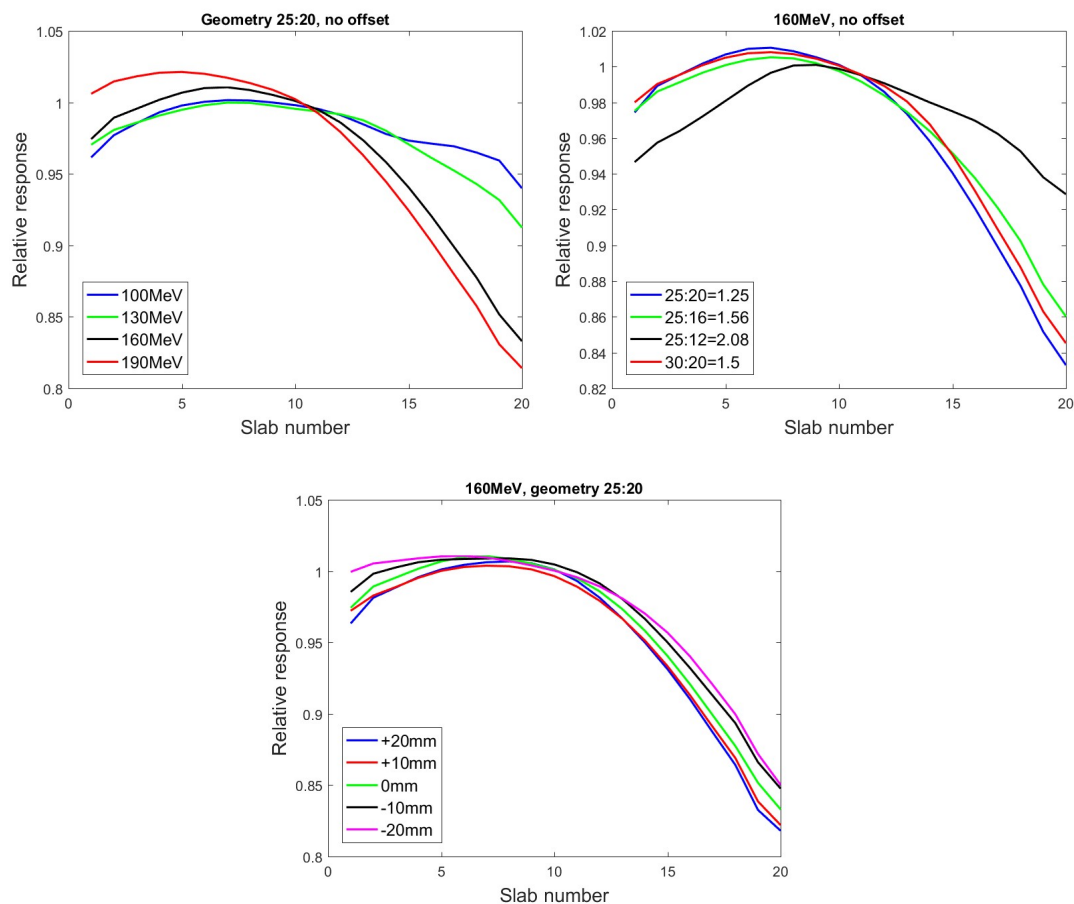 Geometry 25:20, no offset
1.05
1
0.95
0.9
0.85
0.8
Relative response
100MeV
130MeV
160MeV
190MeV
0 5 10 15 20
Slab number
160MeV, no offset
1.02
1
0.98
0.96
0.94
0.92
0.9
0.88
0.86
0.84
0.82
Relative response
25:20=1.25
25:16=1.56
25:12=2.08
30:20=1.5
0 5 10 15 20
Slab number
160MeV, geometry 25:20
1.05
1
0.95
0.9
0.85
0.8
Relative response
+20mm
+10mm
0mm
-10mm
-20mm
0 5 10 15 20
Slab number